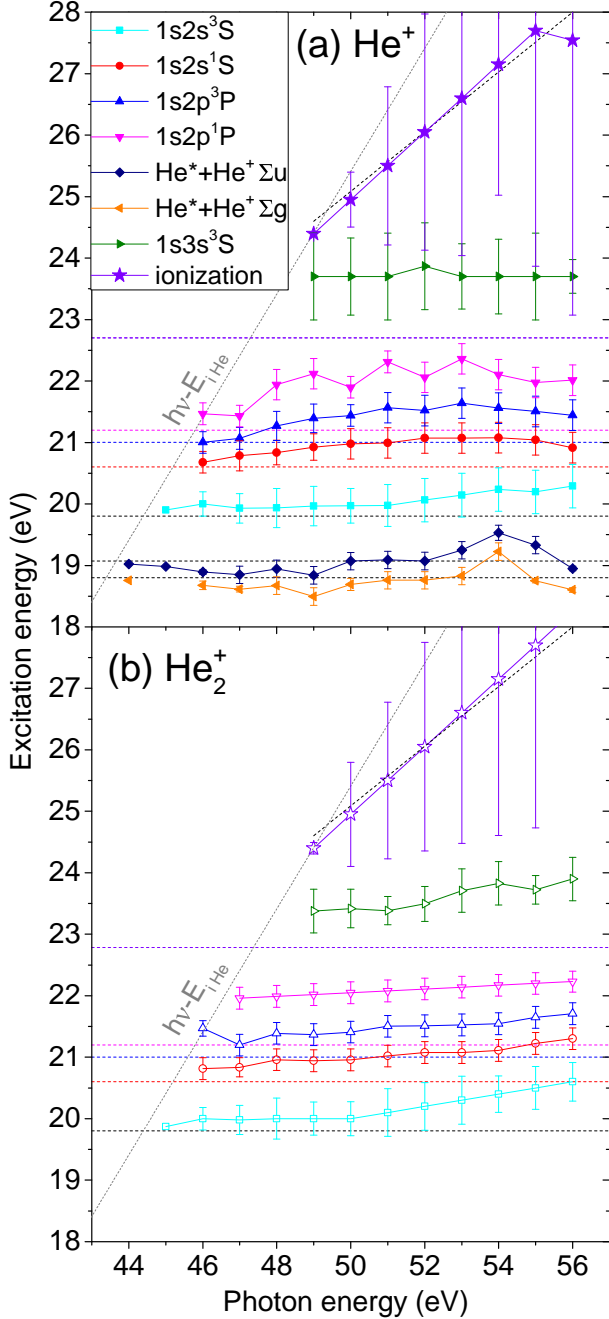 28
27
26
25
24
23
22
21
20
19
18
(a) He⁺
1s2s³S
1s2s¹S
1s2p³P
1s2p¹P
He*+He⁺ Σu
He*+He⁺ Σg
1s3s³S
ionization
hν-E_i He
Excitation energy (eV)
(b) He₂⁺
27
26
25
24
23
22
21
20
19
18
hν-E_i He
44 46 48 50 52 54 56
Photon energy (eV)